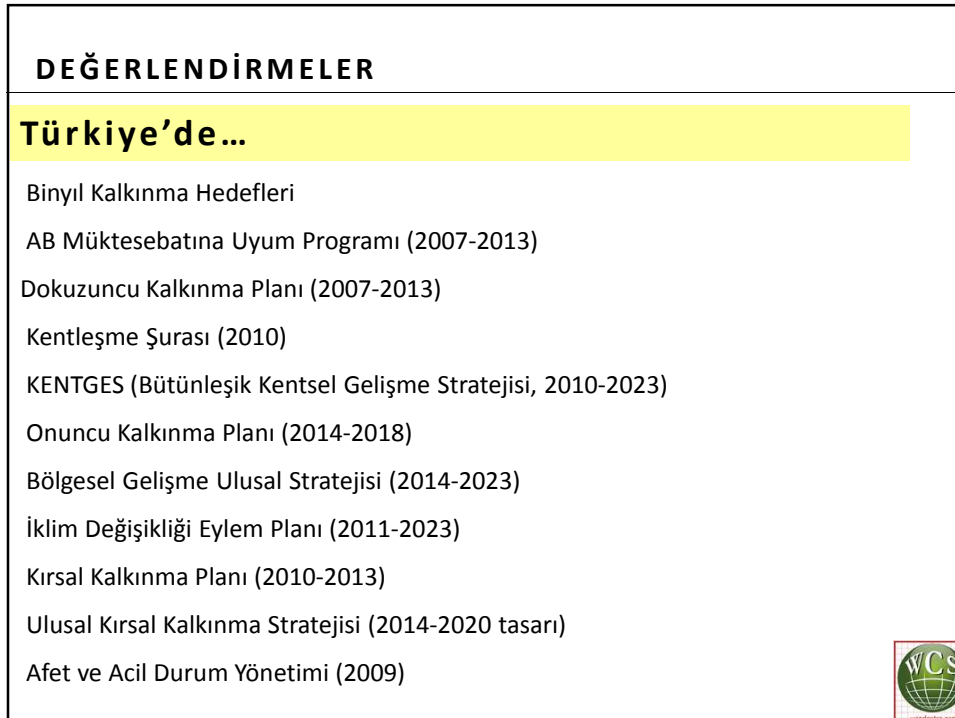 DEĞERLENDİRMELER
Türkiye’de…
Binyıl Kalkınma Hedefleri
AB Müktesebatına Uyum Programı (2007-2013)
Dokuzuncu Kalkınma Planı (2007-2013)
Kentleşme Şurası (2010)
KENTGES (Bütünleşik Kentsel Gelişme Stratejisi, 2010-2023)
Onuncu Kalkınma Planı (2014-2018)
Bölgesel Gelişme Ulusal Stratejisi (2014-2023)
İklim Değişikliği Eylem Planı (2011-2023)
Kırsal Kalkınma Planı (2010-2013)
Ulusal Kırsal Kalkınma Stratejisi (2014-2020 tasarı)
Afet ve Acil Durum Yönetimi (2009)
WCS